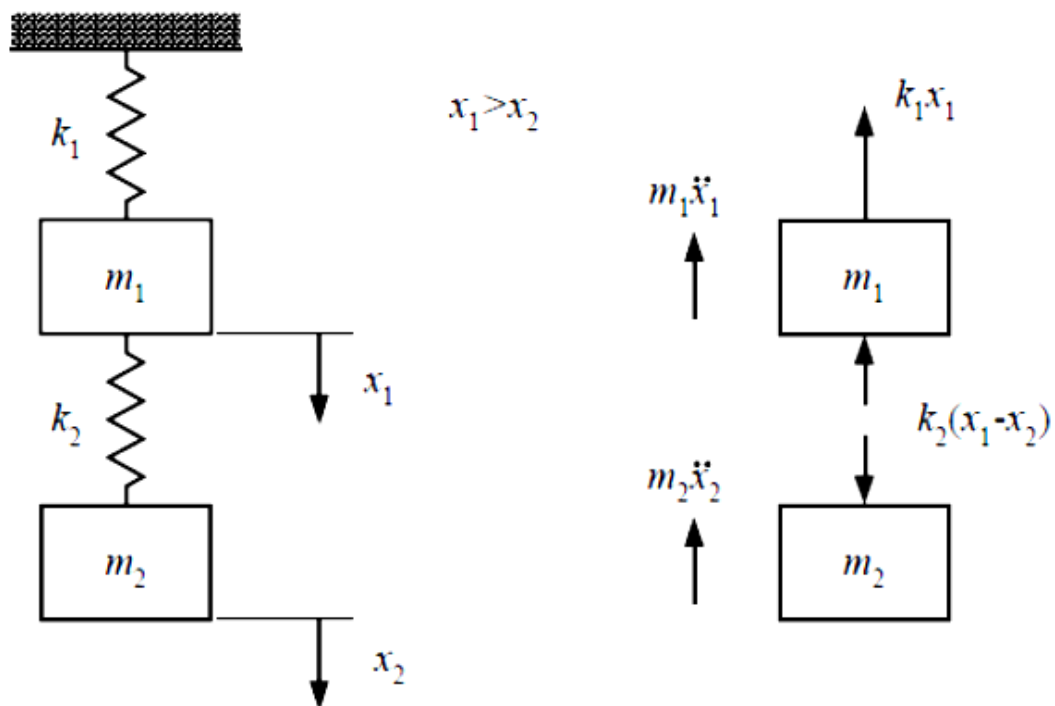 k₁
x₁>x₂
k₁x₁
m₁ẍ₁
m₁
m₁
x₁
k₂
k₂(x₁-x₂)
m₂ẍ₂
m₂
m₂
x₂